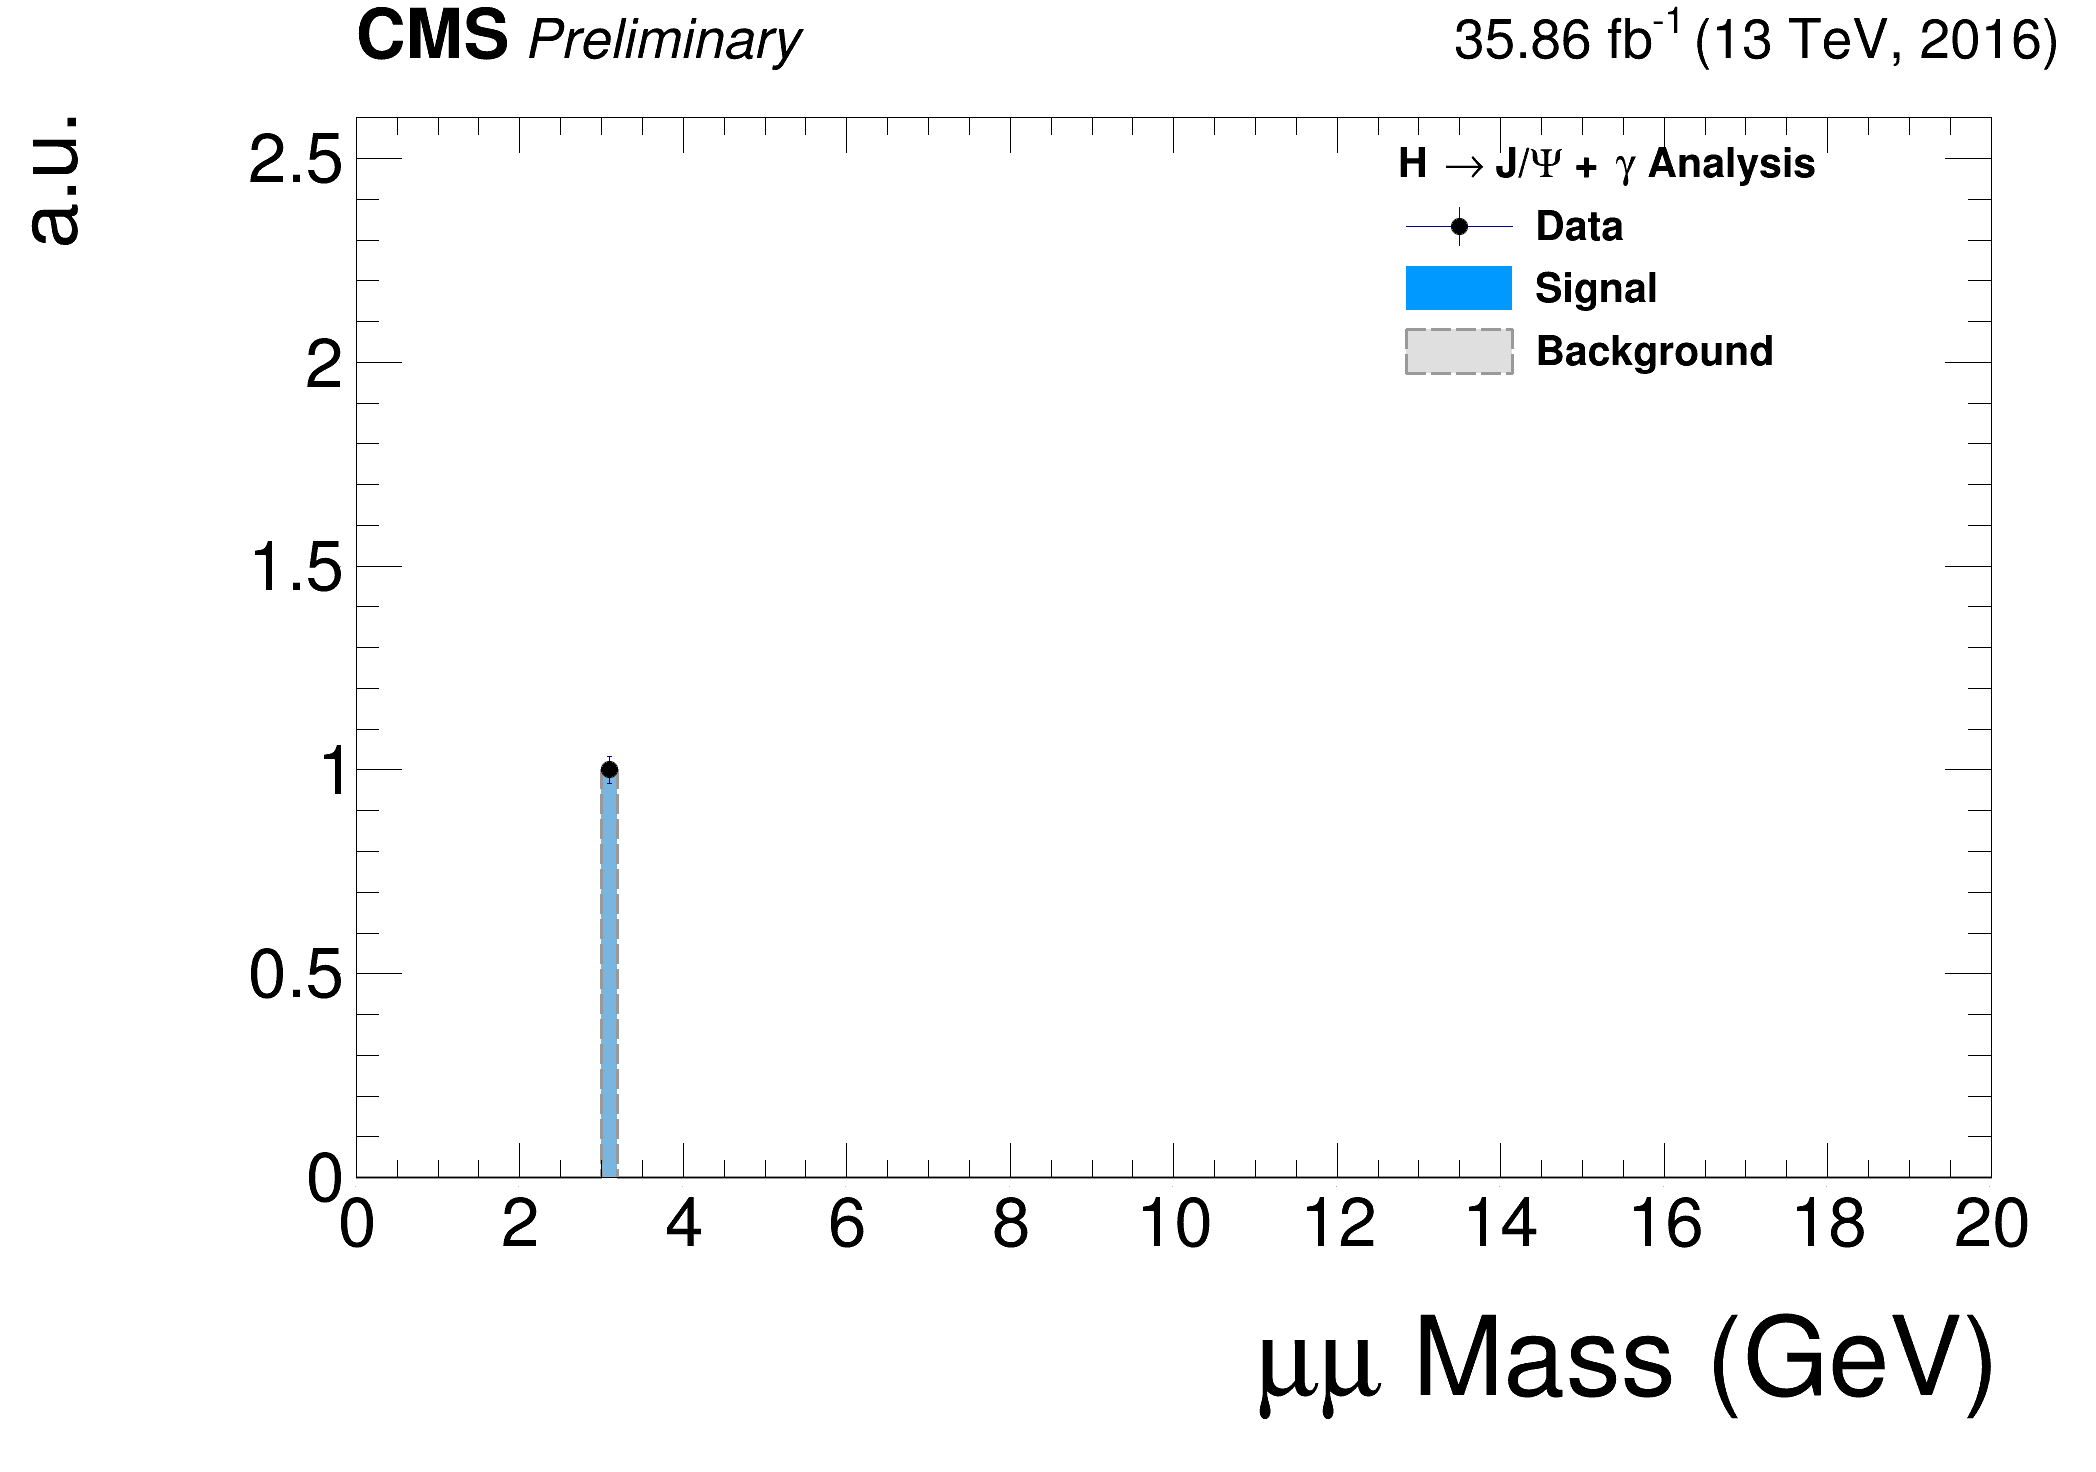 CMS Preliminary
35.86 fb-1 (13 TeV, 2016)
a.u.
H → J/Ψ + γ Analysis
Data
Signal
Background
2.5
2
1.5
1
0.5
0
0 2 4 6 8 10 12 14 16 18 20
μμ Mass (GeV)